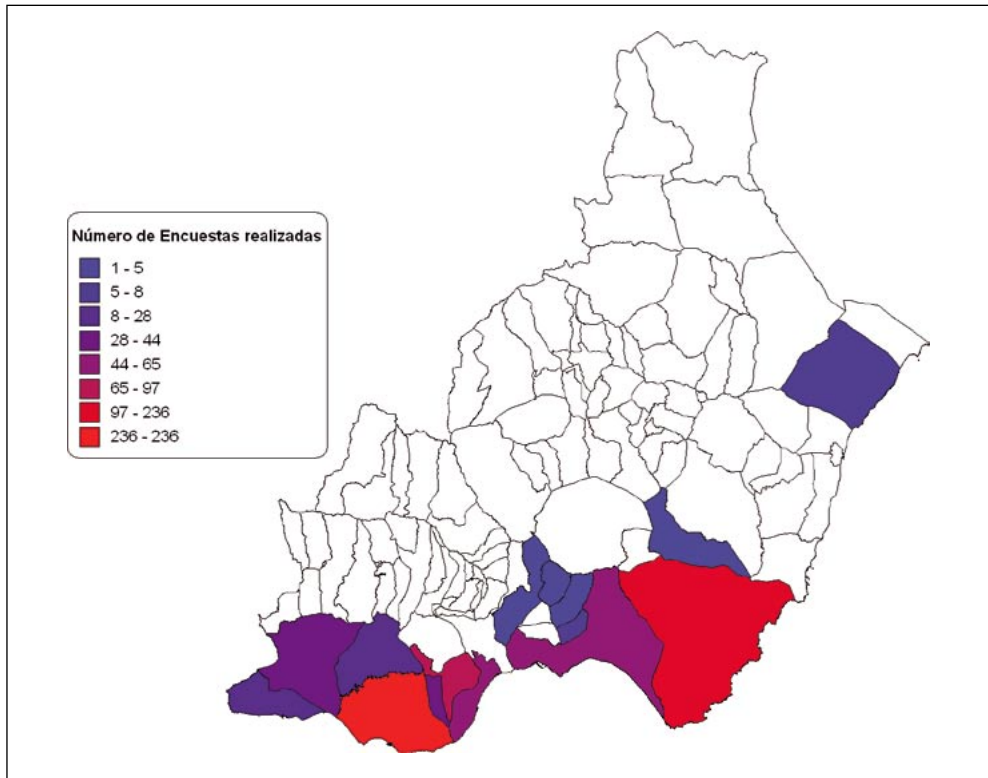 Número de Encuestas realizadas
1 - 5
5 - 8
8 - 28
28 - 44
44 - 65
65 - 97
97 - 236
236 - 236